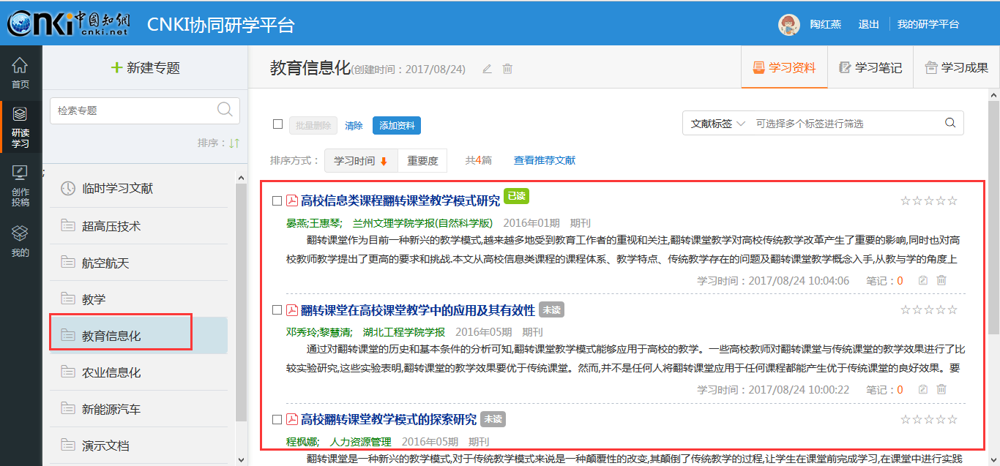 CNKI中国知網
cnki.net
CNKI协同研学平台
陶红燕 退出 我的研学平台
首页
研读
学习
创作
投稿
我的
+ 新建专题
检索专题
排序：↓↑
;
临时学习文献
超高压技术
航空航天
教学
教育信息化
农业信息化
新能源汽车
演示文档
教育信息化(创建时间：2017/08/24)
学习资料 学习笔记 学习成果
批量删除 清除 添加资料
文献标签 可选择多个标签进行筛选
排序方式： 学习时间 重要度 共4篇 查看推荐文献
高校信息类课程翻转课堂教学模式研究 已读
晏燕;王惠琴; 兰州文理学院学报(自然科学版) 2016年01期 期刊
翻转课堂作为目前一种新兴的教学模式,越来越多地受到教育工作者的重视和关注,翻转课堂教学对高校传统教学改革产生了重要的影响,同时也对高
校教师教学提出了更高的要求和挑战.本文从高校信息类课程的课程体系、教学特点、传统教学存在的问题及翻转课堂教学概念入手,从教与学的角度上
学习时间：2017/08/24 10:04:06 笔记：0
翻转课堂在高校课堂教学中的应用及其有效性 未读
邓秀玲;黎慧清; 湖北工程学院学报 2016年05期 期刊
通过对翻转课堂的历史和基本条件的分析可知,翻转课堂教学模式能够应用于高校的教学。一些高校教师对翻转课堂与传统课堂的教学效果进行了比
较实验研究,这些实验表明,翻转课堂的教学效果要优于传统课堂。然而,并不是任何人将翻转课堂应用于任何课程都能产生优于传统课堂的良好效果。要
学习时间：2017/08/24 10:00:22 笔记：0
高校翻转课堂教学模式的探索研究 未读
程枫娜; 人力资源管理 2016年05期 期刊
翻转课堂是一种新兴的教学模式,对于传统教学模式来说是一种颠覆性的改变,其颠倒了传统教学的过程,让学生在课堂前完成学习,在课堂中进行实践